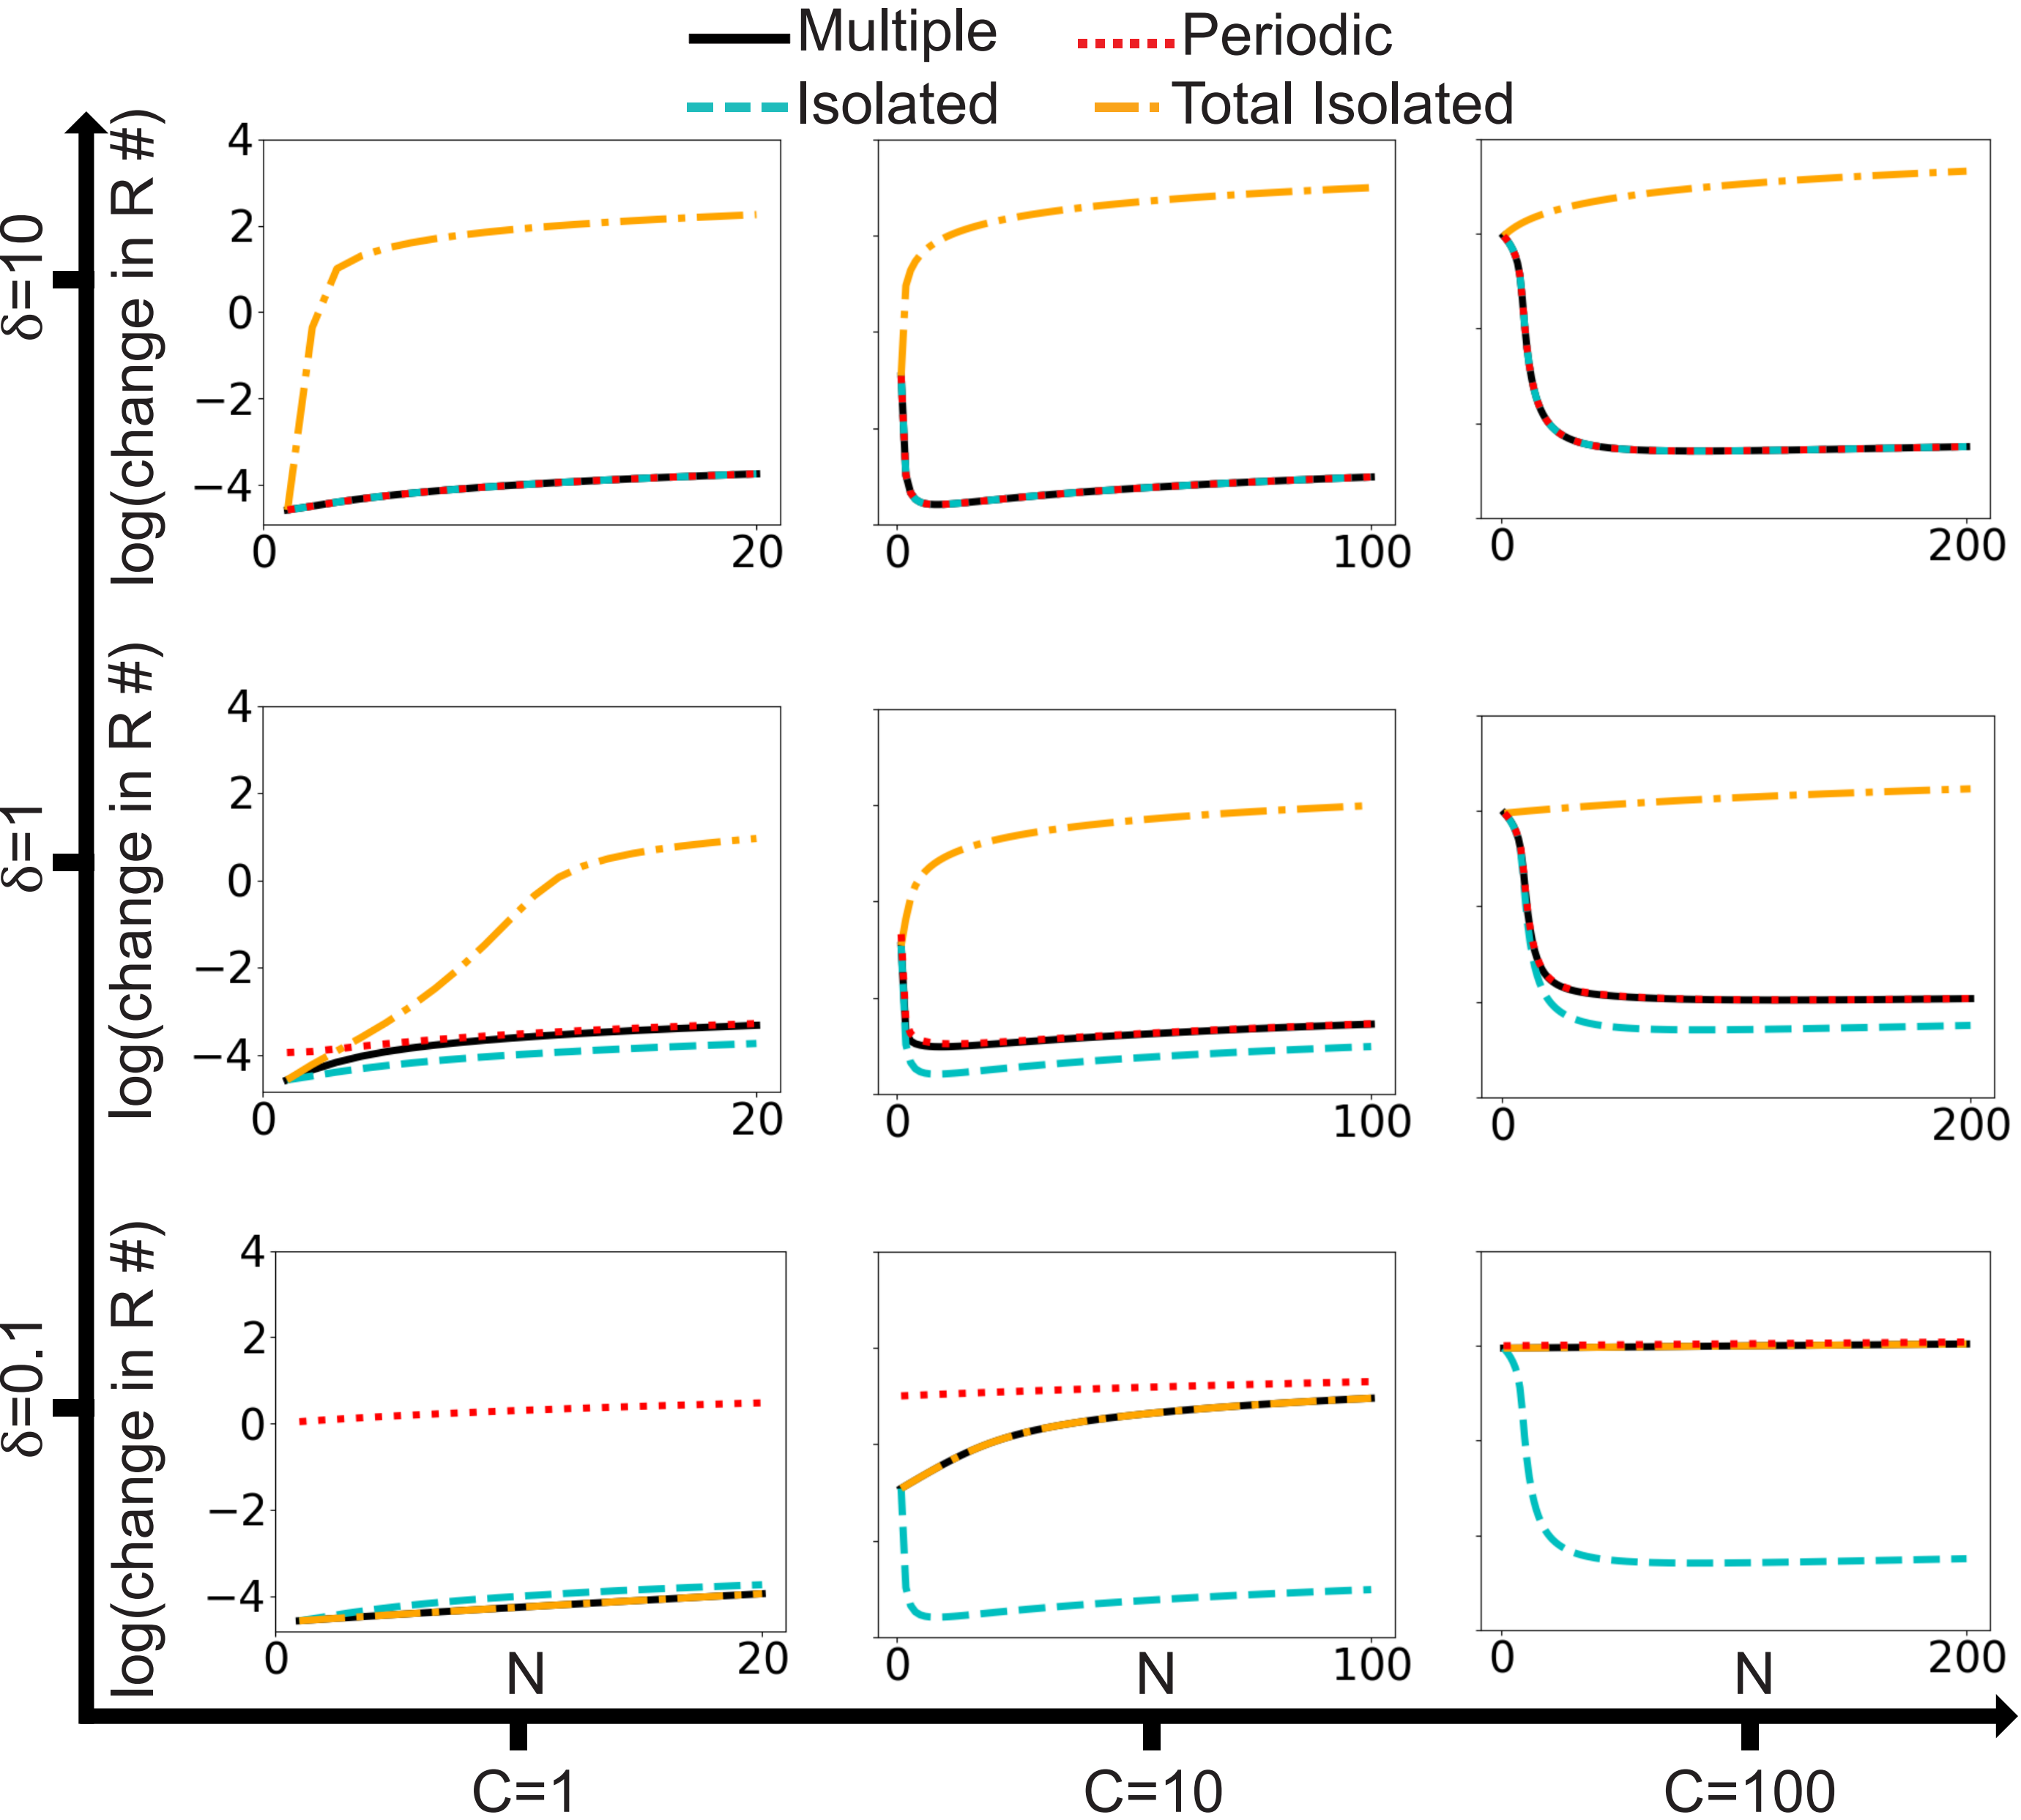 Multiple Periodic
Isolated Total Isolated
δ=10
log(change in R #)
4
2
0
−2
−4
0 20
0 100
0 200
δ=1
log(change in R #)
4
2
0
−2
−4
0 20
0 100
0 200
δ=0.1
log(change in R #)
4
2
0
−2
−4
0 20
0 100
0 200
N N N
C=1 C=10 C=100